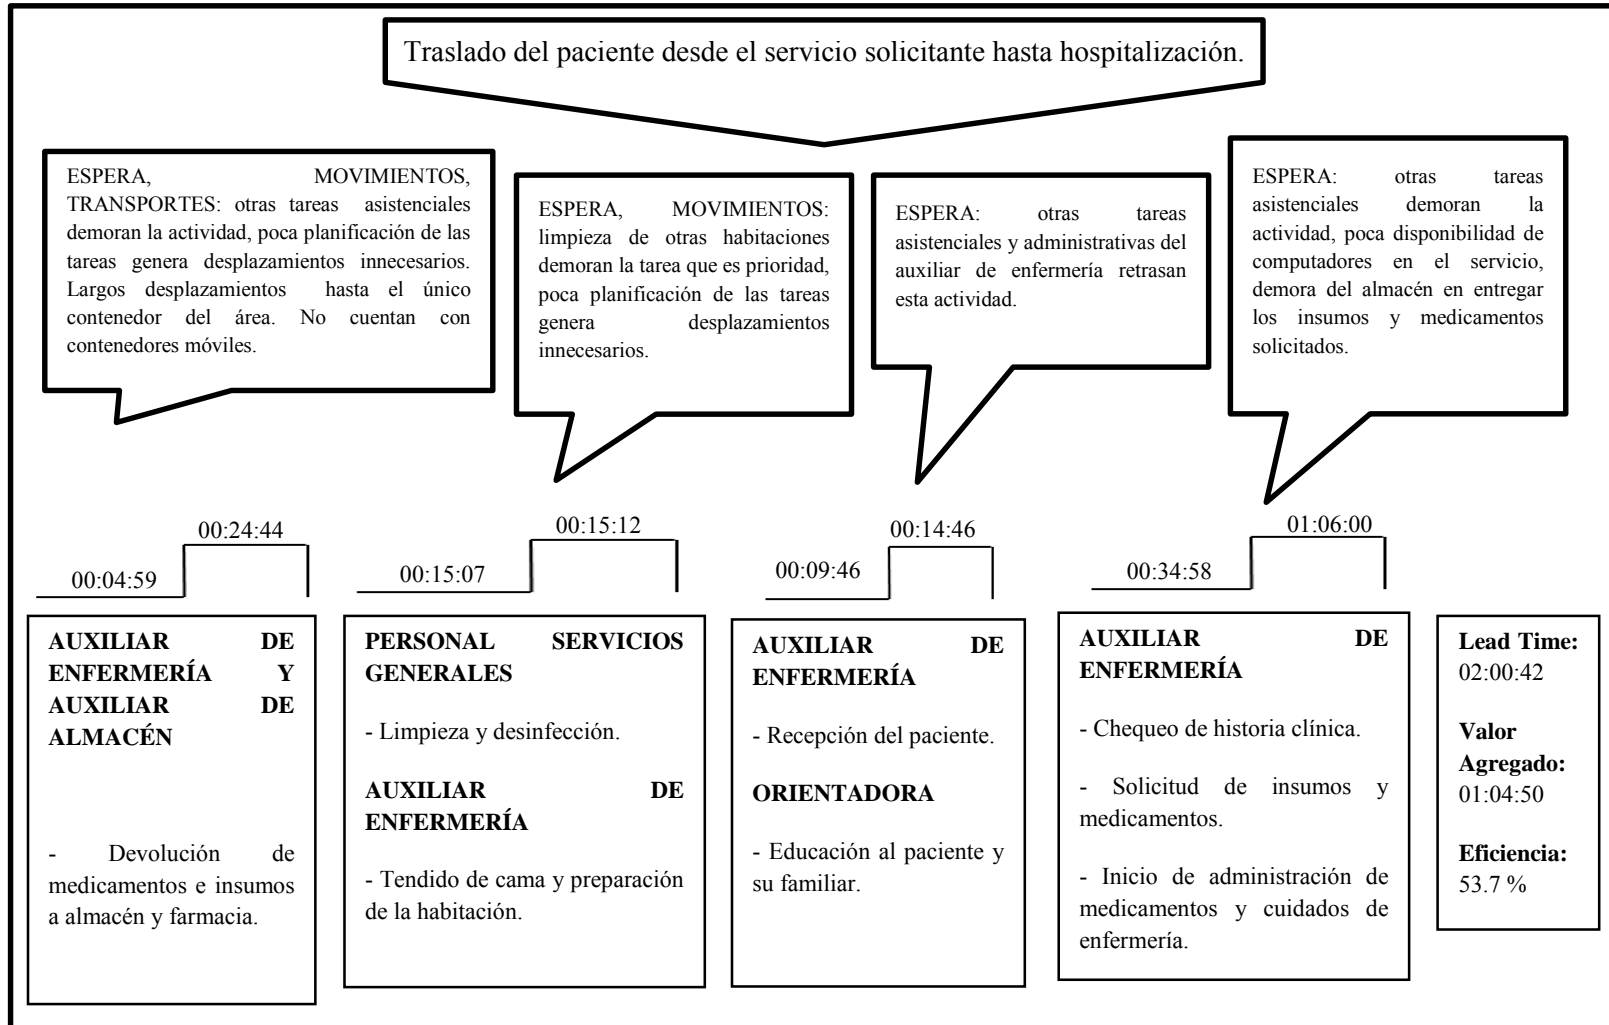 Traslado del paciente desde el servicio solicitante hasta hospitalización.
ESPERA, MOVIMIENTOS,
TRANSPORTES: otras tareas asistenciales
demoran la actividad, poca planificación de las
tareas genera desplazamientos innecesarios.
Largos desplazamientos hasta el único
contenedor del área. No cuentan con
contenedores móviles.
ESPERA, MOVIMIENTOS:
limpieza de otras habitaciones
demoran la tarea que es prioridad,
poca planificación de las tareas
genera desplazamientos
innecesarios.
ESPERA: otras tareas
asistenciales y administrativas del
auxiliar de enfermería retrasan
esta actividad.
ESPERA: otras tareas
asistenciales demoran la
actividad, poca disponibilidad de
computadores en el servicio,
demora del almacén en entregar
los insumos y medicamentos
solicitados.
00:04:59
00:24:44
00:15:07
00:15:12
00:09:46
00:14:46
00:34:58
01:06:00
AUXILIAR DE
ENFERMERÍA Y
AUXILIAR DE
ALMACÉN
- Devolución de
medicamentos e insumos
a almacén y farmacia.
PERSONAL SERVICIOS
GENERALES
- Limpieza y desinfección.
AUXILIAR DE
ENFERMERÍA
- Tendido de cama y preparación
de la habitación.
AUXILIAR DE
ENFERMERÍA
- Recepción del paciente.
ORIENTADORA
- Educación al paciente y
su familiar.
AUXILIAR DE
ENFERMERÍA
- Chequeo de historia clínica.
- Solicitud de insumos y
medicamentos.
- Inicio de administración de
medicamentos y cuidados de
enfermería.
Lead Time:
02:00:42
Valor
Agregado:
01:04:50
Eficiencia:
53.7 %